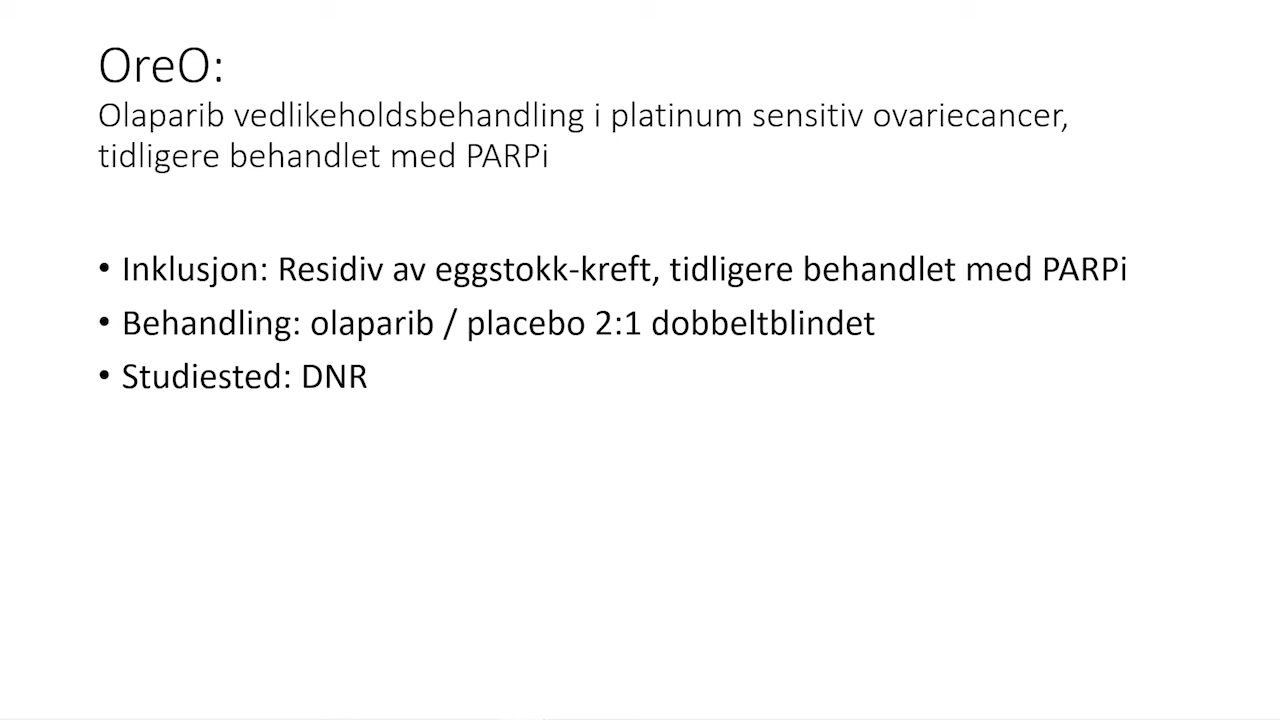 OreO:
Olaparib vedlikeholdsbehandling i platinum sensitiv ovariecancer,
tidligere behandlet med PARPi
• Inklusjon: Residiv av eggstokk-kreft, tidligere behandlet med PARPi
• Behandling: olaparib / placebo 2:1 dobbeltblindet
• Studiested: DNR